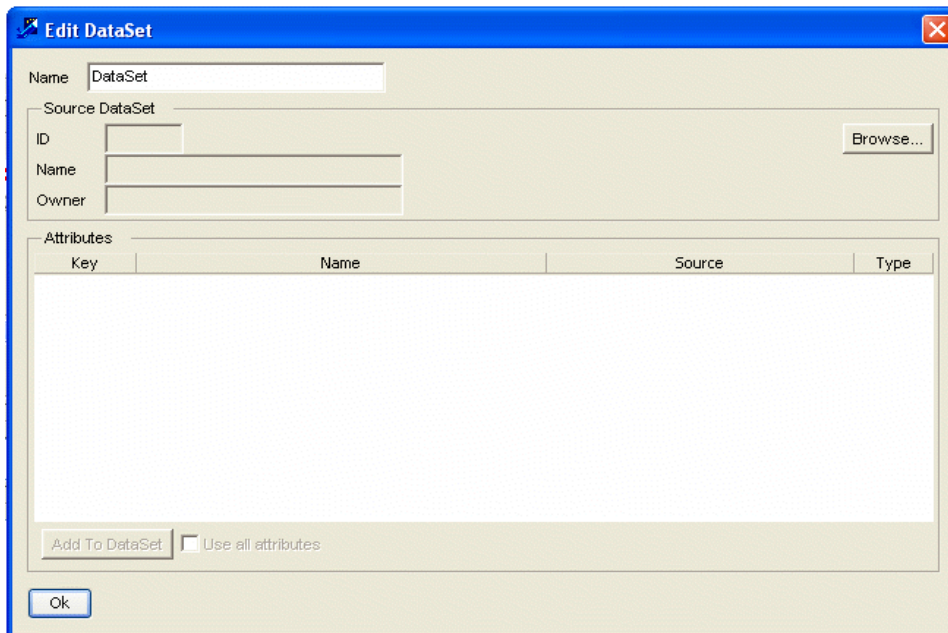 Edit DataSet
Name DataSet
Source DataSet
ID
Browse...
Name
Owner
Attributes
Key Name Source Type
Add To DataSet Use all attributes
Ok